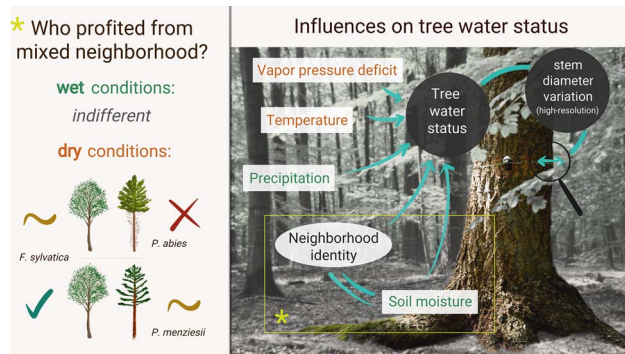 * Who profited from
mixed neighborhood?
wet conditions:
indifferent
dry conditions:
F. sylvatica
P. abies
P. menziesii
Influences on tree water status
Vapor pressure deficit
Temperature
Precipitation
Tree
water
status
stem
diameter
variation
(high-resolution)
Neighborhood
identity
Soil moisture
*